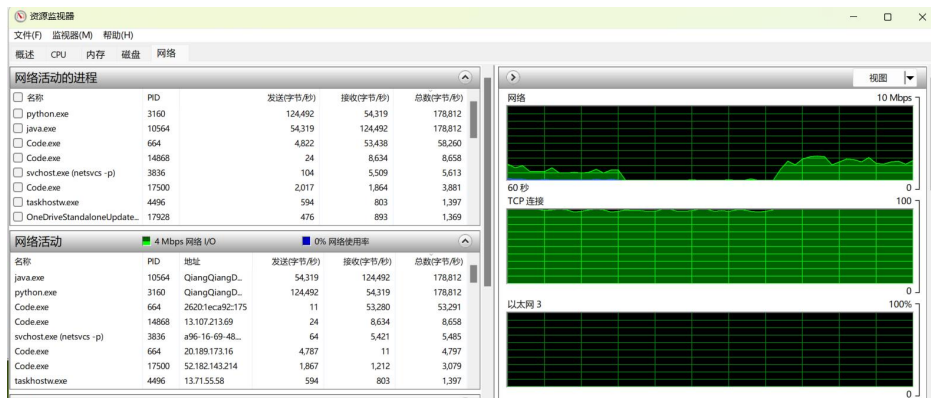 资源监视器
文件(F) 监视器(M) 帮助(H)
概述 CPU 内存 磁盘 网络
网络活动的进程
名称 PID 发送(字节/秒) 接收(字节/秒) 总数(字节/秒)
python.exe 3160 124,492 54,319 178,812
java.exe 10564 54,319 124,492 178,812
Code.exe 664 4,822 53,438 58,260
Code.exe 14868 24 8,634 8,658
svchost.exe (netsvcs -p) 3836 104 5,509 5,613
Code.exe 17500 2,017 1,864 3,881
taskhostw.exe 4496 594 803 1,397
OneDriveStandaloneUpdate... 17928 476 893 1,369
网络活动 4 Mbps 网络 I/O 0% 网络使用率
名称 PID 地址 发送(字节/秒) 接收(字节/秒) 总数(字节/秒)
java.exe 10564 QiangQiangD... 54,319 124,492 178,812
python.exe 3160 QiangQiangD... 124,492 54,319 178,812
Code.exe 664 2620:1ec:a92::175 11 53,280 53,291
Code.exe 14868 13.107.213.69 24 8,634 8,658
svchost.exe (netsvcs -p) 3836 a96-16-69-48... 64 5,421 5,485
Code.exe 664 20.189.173.16 4,787 11 4,797
Code.exe 17500 52.182.143.214 1,867 1,212 3,079
taskhostw.exe 4496 13.71.55.58 594 803 1,397
视图
网络 10 Mbps
60 秒 0
TCP 连接 100
0
以太网 3 100%
0